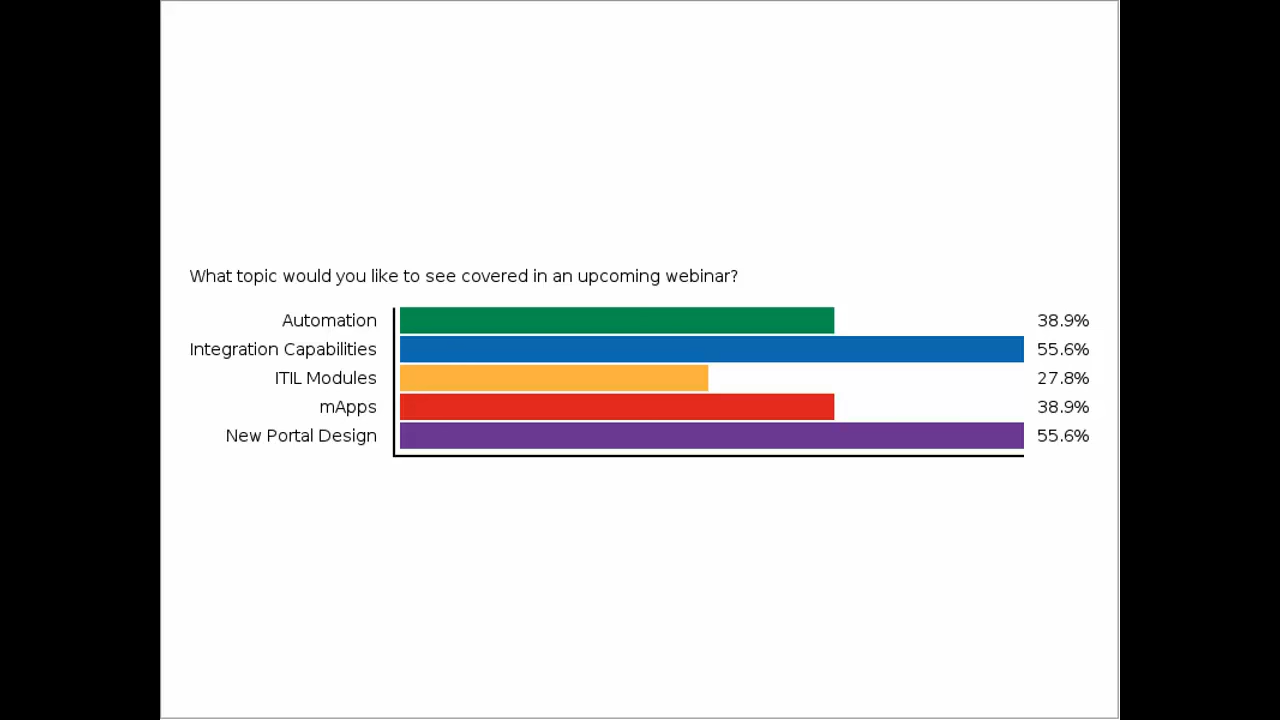 What topic would you like to see covered in an upcoming webinar?
Automation 38.9%
Integration Capabilities 55.6%
ITIL Modules 27.8%
mApps 38.9%
New Portal Design 55.6%